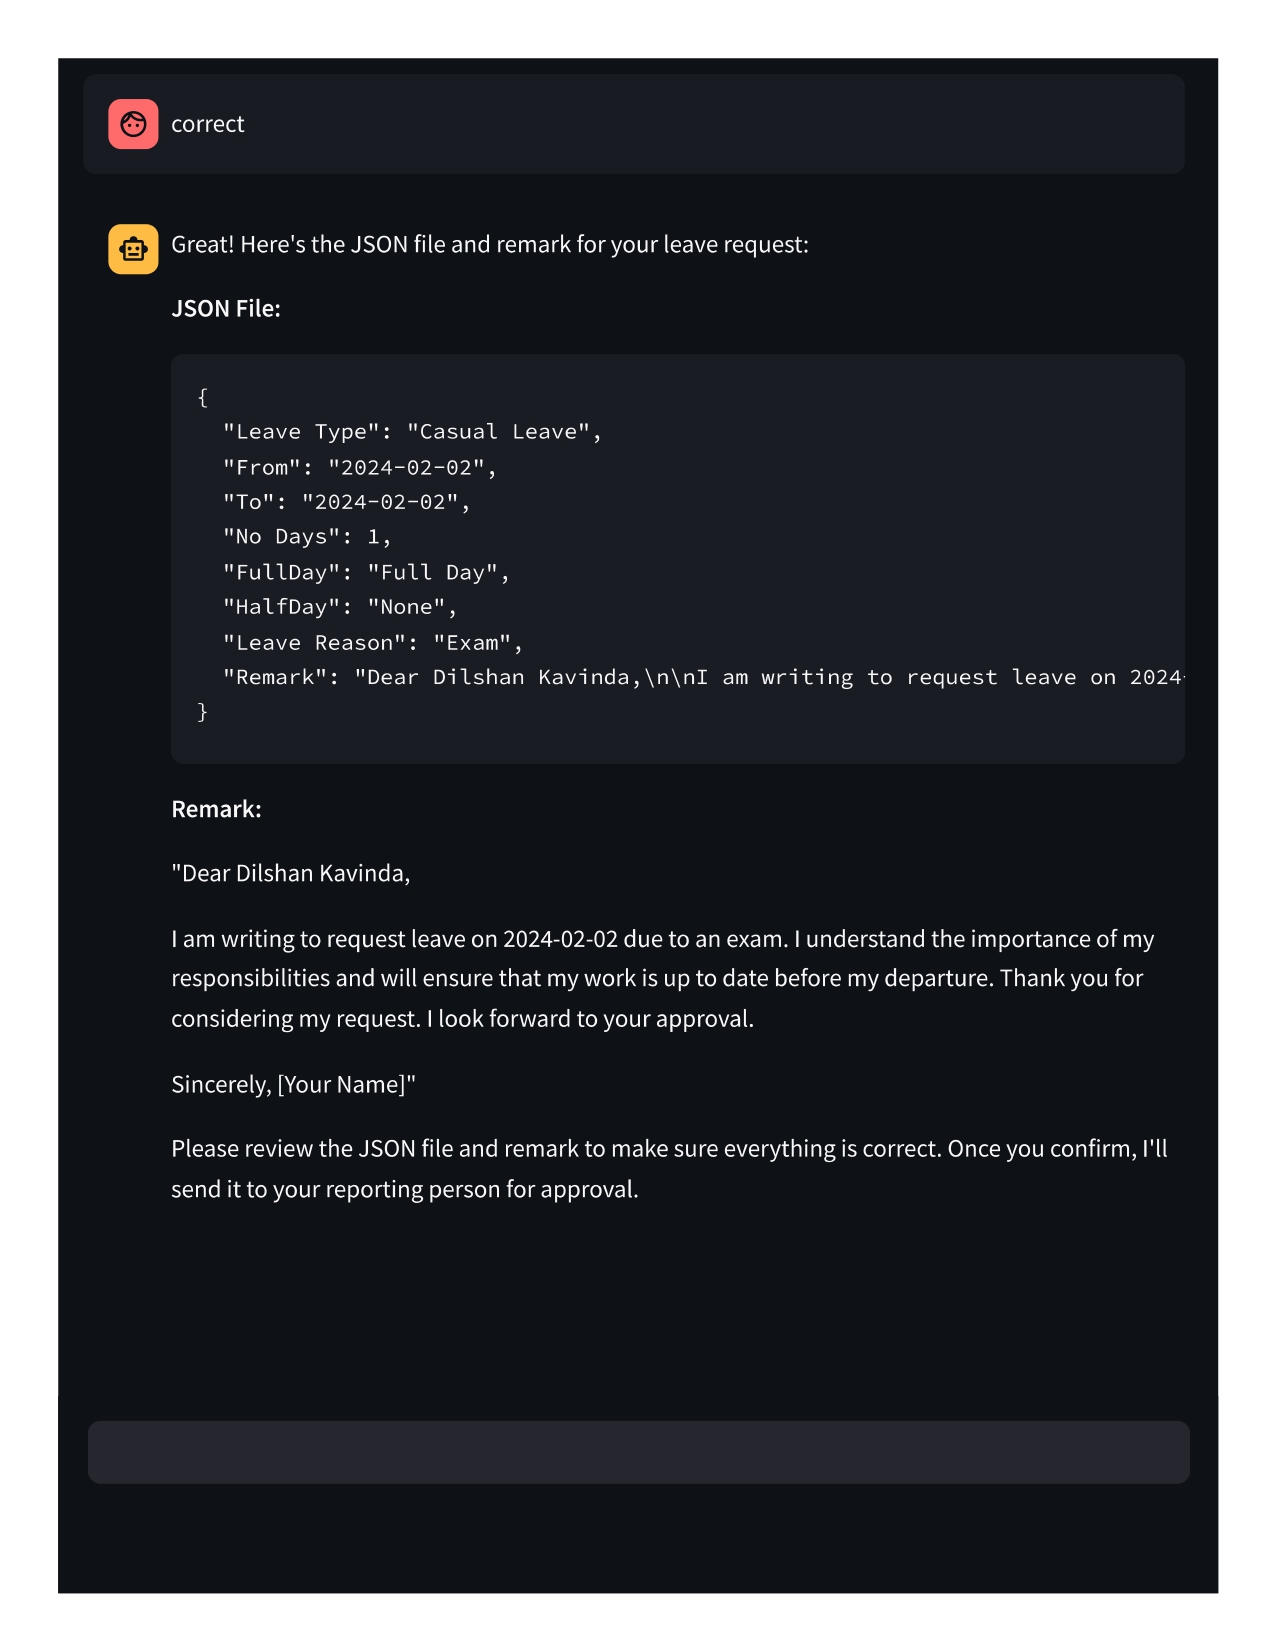 correct
Great! Here's the JSON file and remark for your leave request:
JSON File:
{
  "Leave Type": "Casual Leave",
  "From": "2024-02-02",
  "To": "2024-02-02",
  "No Days": 1,
  "FullDay": "Full Day",
  "HalfDay": "None",
  "Leave Reason": "Exam",
  "Remark": "Dear Dilshan Kavinda,\n\nI am writing to request leave on 2024-
}
Remark:
"Dear Dilshan Kavinda,
I am writing to request leave on 2024-02-02 due to an exam. I understand the importance of my
responsibilities and will ensure that my work is up to date before my departure. Thank you for
considering my request. I look forward to your approval.
Sincerely, [Your Name]"
Please review the JSON file and remark to make sure everything is correct. Once you confirm, I'll
send it to your reporting person for approval.